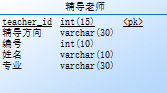 辅导老师
teacher_id int(15) <pk>
辅导方向 varchar(30)
编号 int(10)
姓名 varchar(10)
专业 varchar(30)